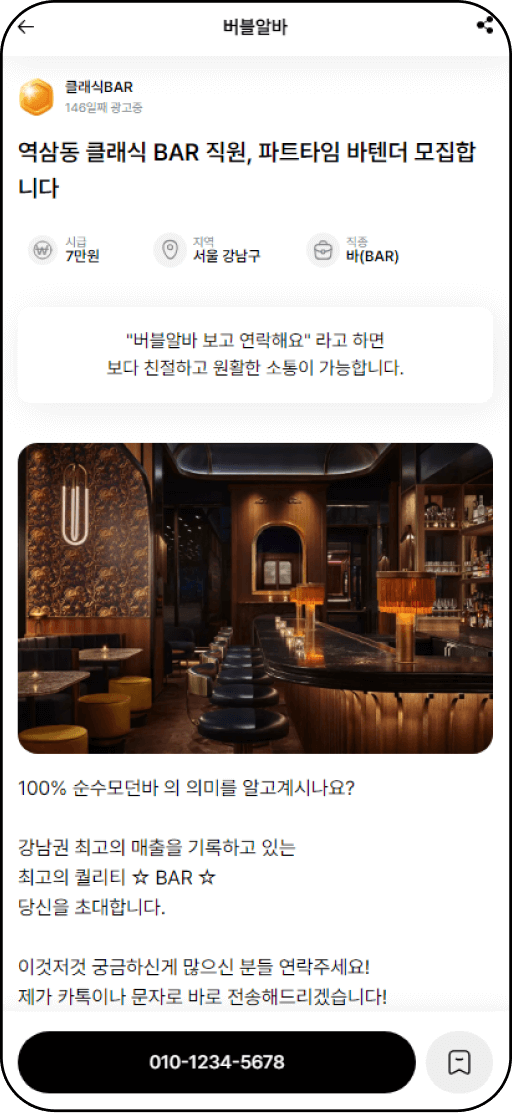 버블알바
클래식BAR
146일째 광고중
역삼동 클래식 BAR 직원, 파트타임 바텐더 모집합
니다
시급
7만원
지역
서울 강남구
직종
바(BAR)
"버블알바 보고 연락해요" 라고 하면
보다 친절하고 원활한 소통이 가능합니다.
100% 순수모던바 의 의미를 알고계시나요?
강남권 최고의 매출을 기록하고 있는
최고의 퀄리티 ☆ BAR ☆
당신을 초대합니다.
이것저것 궁금하신게 많으신 분들 연락주세요!
제가 카톡이나 문자로 바로 전송해드리겠습니다!
010-1234-5678